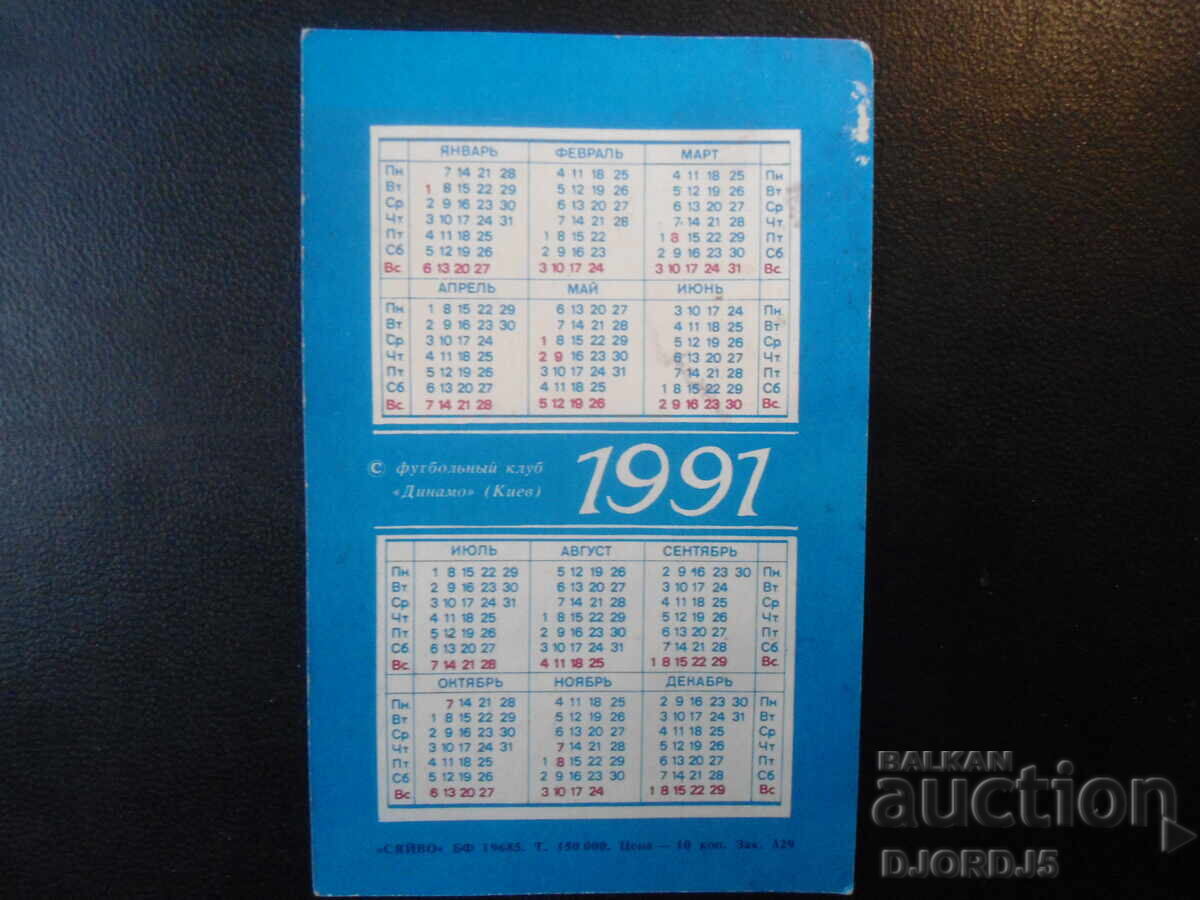 ЯНВАРЬ ФЕВРАЛЬ МАРТ
Пн 7 14 21 28 4 11 18 25 4 11 18 25 Пн
Вт 1 8 15 22 29 5 12 19 26 5 12 19 26 Вт
Ср 2 9 16 23 30 6 13 20 27 6 13 20 27 Ср
Чт 3 10 17 24 31 7 14 21 28 7 14 21 28 Чт
Пт 4 11 18 25 1 8 15 22 1 8 15 22 29 Пт
Сб 5 12 19 26 2 9 16 23 2 9 16 23 30 Сб
Вс. 6 13 20 27 3 10 17 24 3 10 17 24 31 Вс.
АПРЕЛЬ МАЙ ИЮНЬ
Пн 1 8 15 22 29 6 13 20 27 3 10 17 24 Пн
Вт 2 9 16 23 30 7 14 21 28 4 11 18 25 Вт
Ср 3 10 17 24 1 8 15 22 29 5 12 19 26 Ср
Чт 4 11 18 25 2 9 16 23 30 6 13 20 27 Чт
Пт 5 12 19 26 3 10 17 24 31 7 14 21 28 Пт
Сб 6 13 20 27 4 11 18 25 1 8 15 22 29 Сб
Вс. 7 14 21 28 5 12 19 26 2 9 16 23 30 Вс.
С футбольный клуб
«Динамо» (Киев)
1991
ИЮЛЬ АВГУСТ СЕНТЯБРЬ
Пн 1 8 15 22 29 5 12 19 26 2 9 16 23 30 Пн
Вт 2 9 16 23 30 6 13 20 27 3 10 17 24 Вт
Ср 3 10 17 24 31 7 14 21 28 4 11 18 25 Ср
Чт 4 11 18 25 1 8 15 22 29 5 12 19 26 Чт
Пт 5 12 19 26 2 9 16 23 30 6 13 20 27 Пт
Сб 6 13 20 27 3 10 17 24 31 7 14 21 28 Сб
Вс. 7 14 21 28 4 11 18 25 1 8 15 22 29 Вс.
ОКТЯБРЬ НОЯБРЬ ДЕКАБРЬ
Пн 7 14 21 28 4 11 18 25 2 9 16 23 30 Пн
Вт 1 8 15 22 29 5 12 19 26 3 10 17 24 31 Вт
Ср 2 9 16 23 30 6 13 20 27 4 11 18 25 Ср
Чт 3 10 17 24 31 7 14 21 28 5 12 19 26 Чт
Пт 4 11 18 25 1 8 15 22 29 6 13 20 27 Пт
Сб 5 12 19 26 2 9 16 23 30 7 14 21 28 Сб
Вс. 6 13 20 27 3 10 17 24 1 8 15 22 29 Вс.
«СЯЙВО» БФ 19685. Т. 150 000. Цена — 10 коп. Зак. 329
BALKAN
auction
DJORDJ5